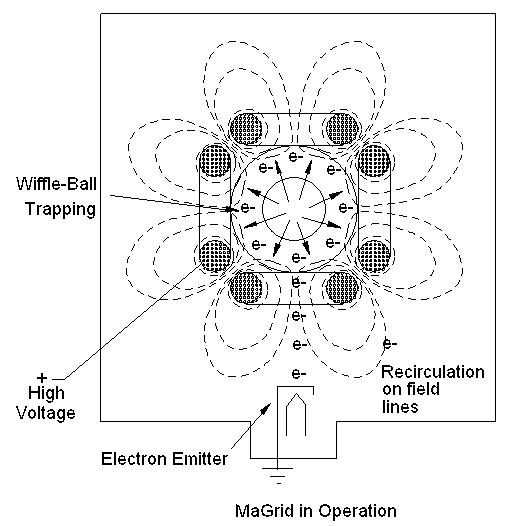 e-
e- e-
Wiffle-Ball
Trapping
e- e-
e- e-
e-
e-
e-
e-
e-
+
High
Voltage
Recirculation
on field
lines
Electron Emitter
MaGrid in Operation